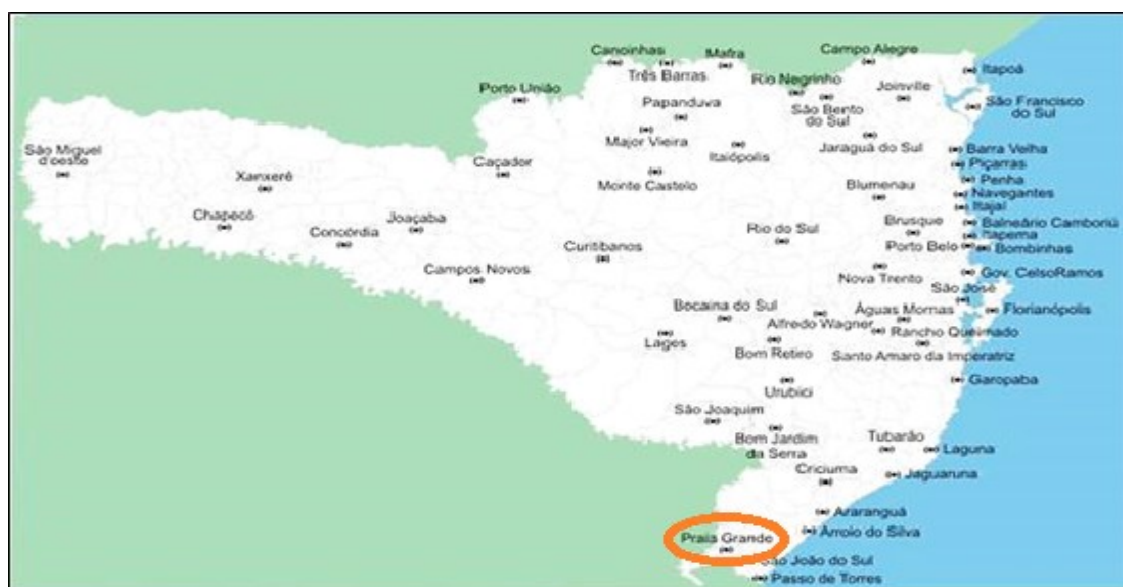 Canoinhas
Mafra
Campo Alegre
Três Barras
Rio Negrinho
Itapoá
Porto União
Joinville
Papanduva
São Bento
do Sul
São Francisco
do Sul
Major Vieira
Itaiópolis
Jaraguá do Sul
Barra Velha
São Miguel
d'oeste
Caçador
Piçarras
Xanxerê
Monte Castelo
Penha
Blumenau
Navegantes
Itajaí
Chapecó
Joaçaba
Brusque
Balneário Camboriú
Concórdia
Rio do Sul
Itapema
Curitibanos
Porto Belo
Bombinhas
Campos Novos
Nova Trento
Gov. CelsoRamos
São José
Bocaina do Sul
Águais Mornas
Florianópolis
Alfredo Wagner
Rancho Queimado
Lages
Bom Retiro
Santo Amaro da Imperatriz
Urubici
Garopaba
São Joaquim
Bom Jardim
da Serra
Tubarão
Laguna
Criciuma
Jaguaruna
Araranguá
Arroio do Silva
Praia Grande
São João do Sul
Passo de Torres